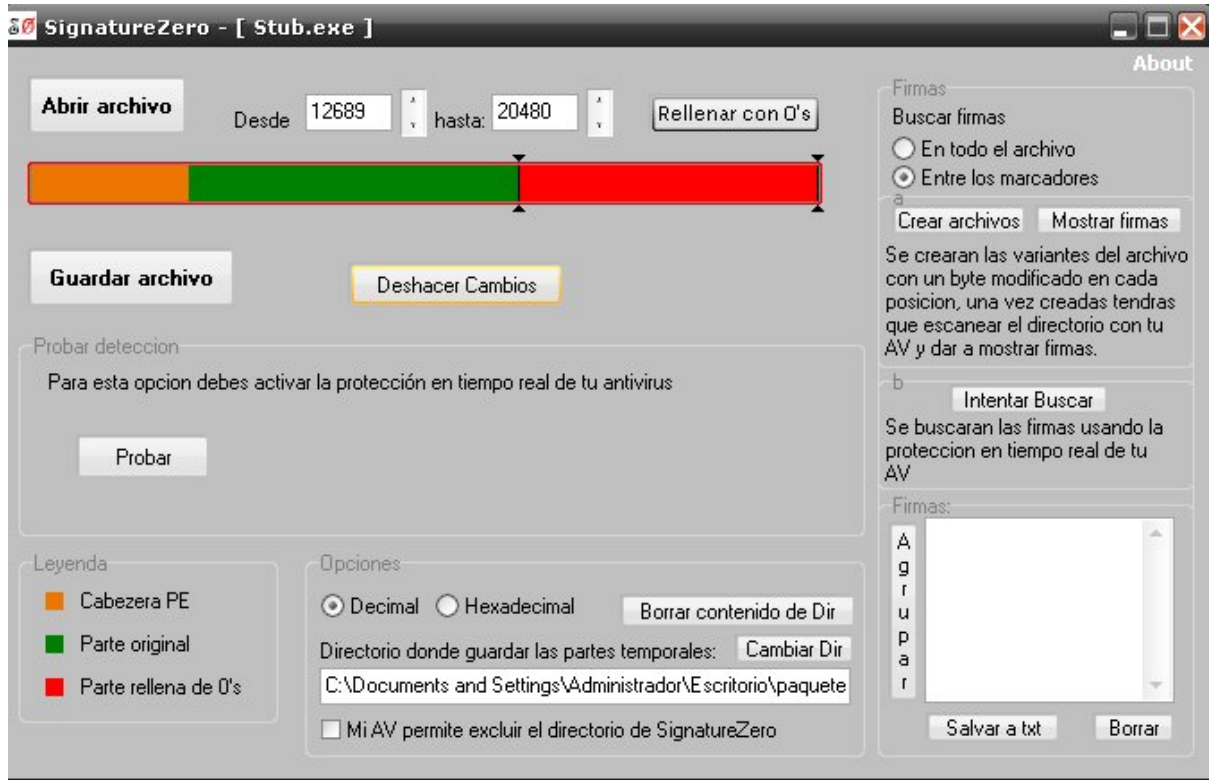 SignatureZero - [ Stub.exe ]
About
Abrir archivo
Desde 12689 hasta: 20480
Rellenar con 0's
Guardar archivo
Deshacer Cambios
Probar deteccion
Para esta opcion debes activar la protección en tiempo real de tu antivirus
Probar
Leyenda
Cabezera PE
Parte original
Parte rellena de 0's
Opciones
Decimal
Hexadecimal
Borrar contenido de Dir
Directorio donde guardar las partes temporales:
Cambiar Dir
C:\Documents and Settings\Administrador\Escritorio\paquete
Mi AV permite excluir el directorio de SignatureZero
Firmas
Buscar firmas
En todo el archivo
Entre los marcadores
a
Crear archivos
Mostrar firmas
Se crearan las variantes del archivo
con un byte modificado en cada
posicion, una vez creadas tendras
que escanear el directorio con tu
AV y dar a mostrar firmas.
b
Intentar Buscar
Se buscaran las firmas usando la
proteccion en tiempo real de tu
AV
Firmas:
Agrupar
Salvar a txt
Borrar